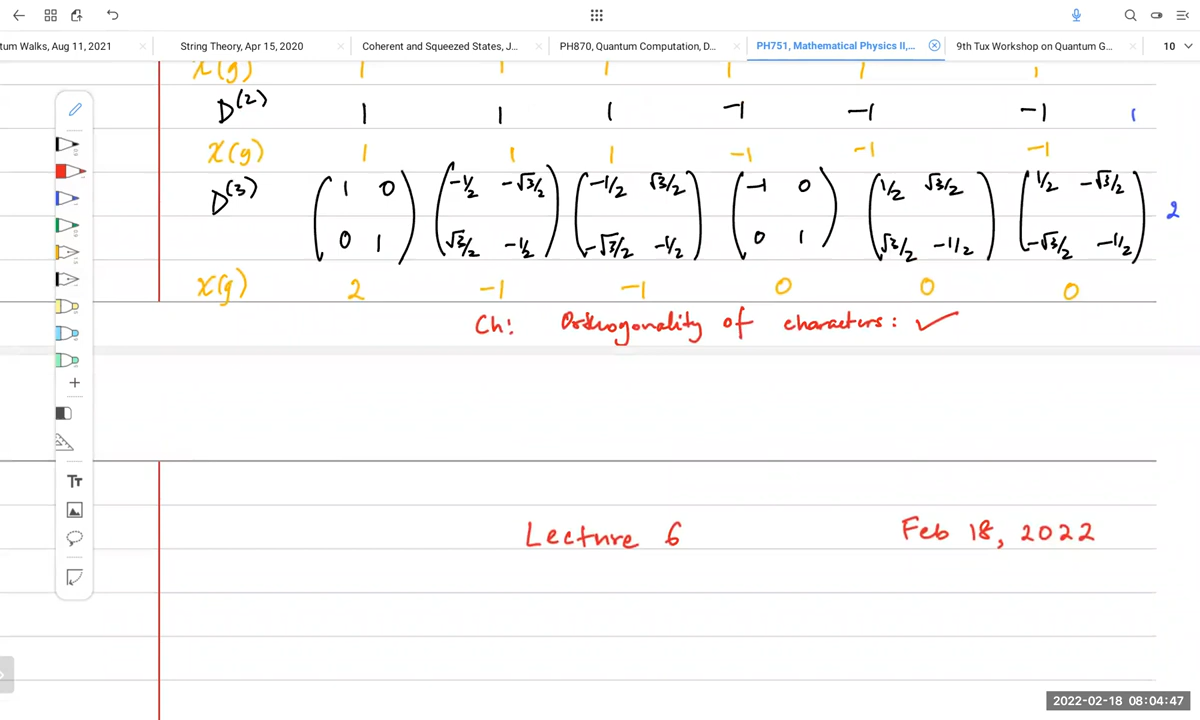 tum Walks, Aug 11, 2021 × String Theory, Apr 15, 2020 × Coherent and Squeezed States, J... × PH870, Quantum Computation, D... × PH751, Mathematical Physics II,... 9th Tux Workshop on Quantum G... × 10
χ(g) 1 1 1 1 1 1
D⁽²⁾ 1 1 1 -1 -1 -1 1
χ(g) 1 1 1 -1 -1 -1
D⁽³⁾ (1 0 (-1/2 -√3/2) (-1/2 √3/2) (-1 0 (1/2 √3/2) (1/2 -√3/2) 2
0 1) √3/2 -1/2 -√3/2 -1/2 0 1) √3/2 -1/2 -√3/2 -1/2
χ(g) 2 -1 -1 0 0 0
Ch: Orthogonality of characters: ✓
Tт
Lecture 6 Feb 18, 2022
2022-02-18 08:04:47